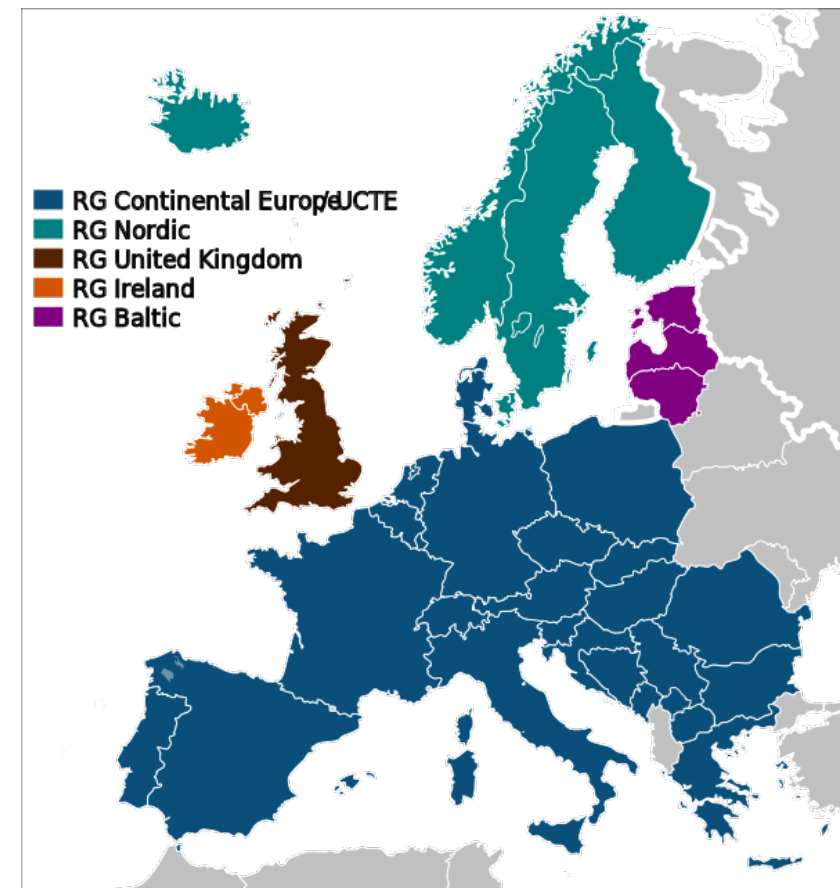 RG Continental Europe/UCTE
RG Nordic
RG United Kingdom
RG Ireland
RG Baltic